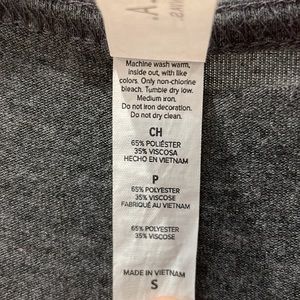 Machine wash warm,
inside out, with like
colors. Only non-chlorine
bleach. Tumble dry low.
Medium iron.
Do not iron decoration.
Do not dry clean.
CH
65% POLIÉSTER
35% VISCOSA
HECHO EN VIETNAM
P
65% POLYESTER
35% VISCOSE
FABRIQUÉ AU VIETNAM
65% POLYESTER
35% VISCOSE
MADE IN VIETNAM
S